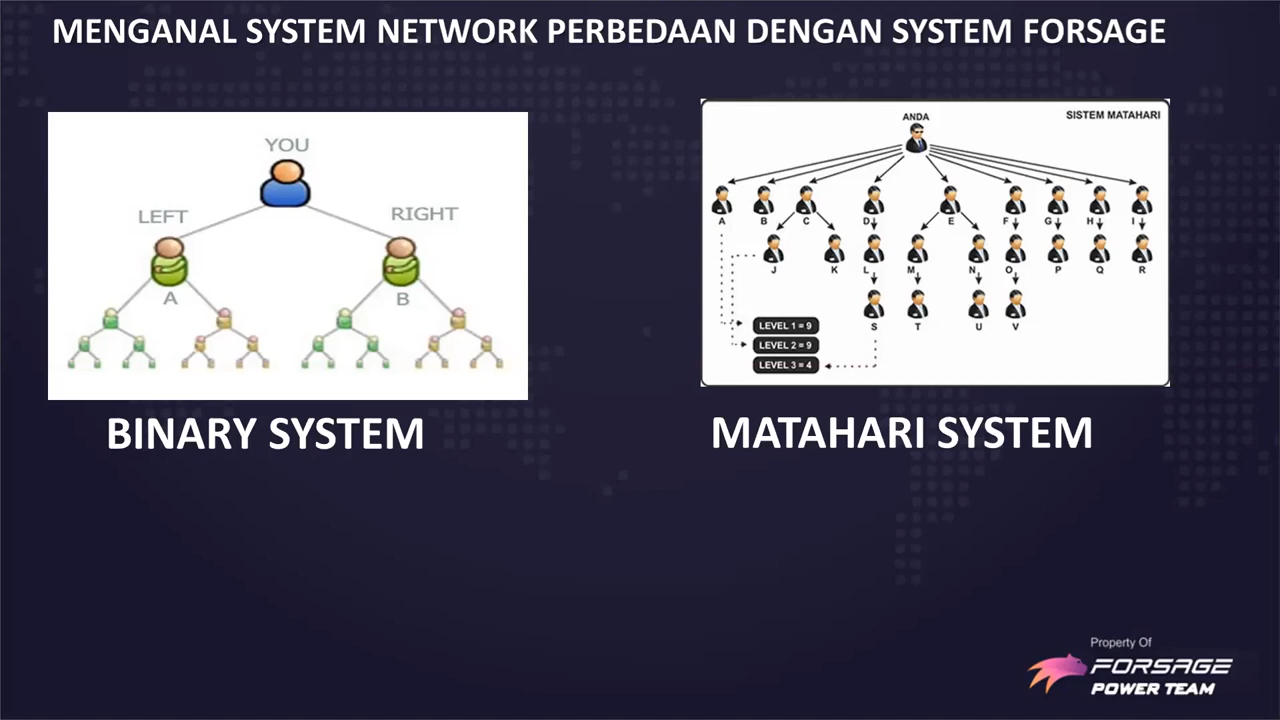 MENGANAL SYSTEM NETWORK PERBEDAAN DENGAN SYSTEM FORSAGE
YOU
LEFT
RIGHT
A
B
BINARY SYSTEM
SISTEM MATAHARI
ANDA
A B C D E F G H I
J K L M N O P Q R
S T U V
LEVEL 1 = 9
LEVEL 2 = 9
LEVEL 3 = 4
MATAHARI SYSTEM
Property Of
FORSAGE
POWER TEAM